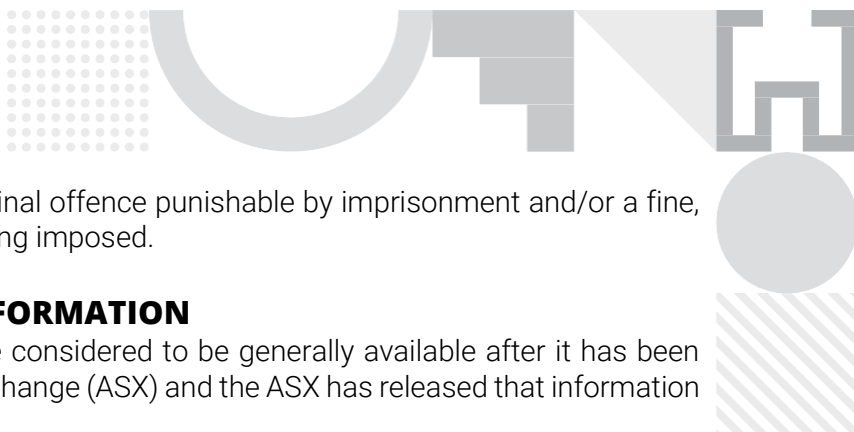 inal offence punishable by imprisonment and/or a fine,
ng imposed.
FORMATION
considered to be generally available after it has been
hange (ASX) and the ASX has released that information